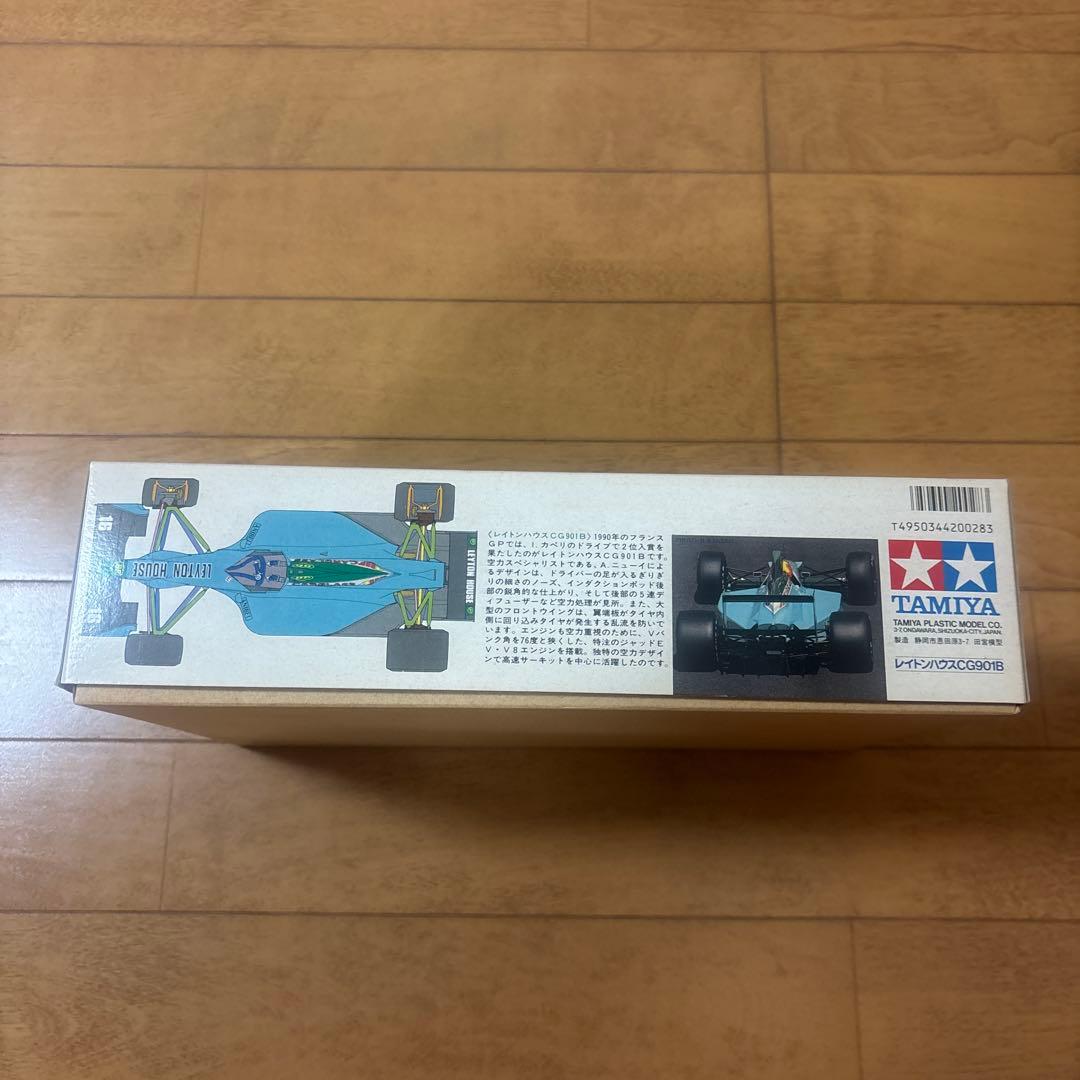 16
LEYTON HOUSE
16
LEYTON HOUSE
〈レイトンハウスCG901B〉1990年のフランス
GPでは、I.カペリのドライブで2位入賞を
果たしたのがレイトンハウスCG901Bです。
空力スペシャリストである、A.ニューイによ
るデザインは、ドライバーの足が入るぎりぎ
りの細さのノーズ、インダクションボッド後
部の鋭角的な仕上がり、そして後部の5連デ
ィフューザーなど空力処理が見所。また、大
型のフロントウイングは、翼端板がタイヤ内
側に回り込みタイヤが発生する乱流を防いで
います。エンジンも空力重視のために、Vバ
ンク角を76度と狭くした、特注のジャッドE
V・V8エンジンを搭載。独特の空力デザイ
ンで高速サーキットを中心に活躍したのです。
T4950344200283
TAMIYA
TAMIYA PLASTIC MODEL CO.
3-7, ONDAWARA, SHIZUOKA-CITY, JAPAN.
製造 静岡市恩田原3-7 田宮模型
レイトンハウスCG901B